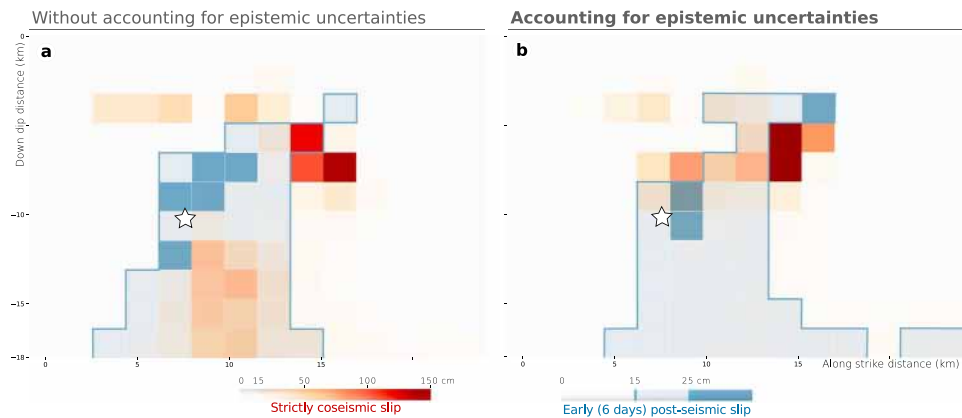 Without accounting for epistemic uncertainties
Accounting for epistemic uncertainties
a
b
Down dip distance (km)
0
−10
−15
−18
0
5
10
15
5
10
15
Along strike distance (km)
0 15 50 100 150 cm
Strictly coseismic slip
0 15 25 cm
Early (6 days) post-seismic slip